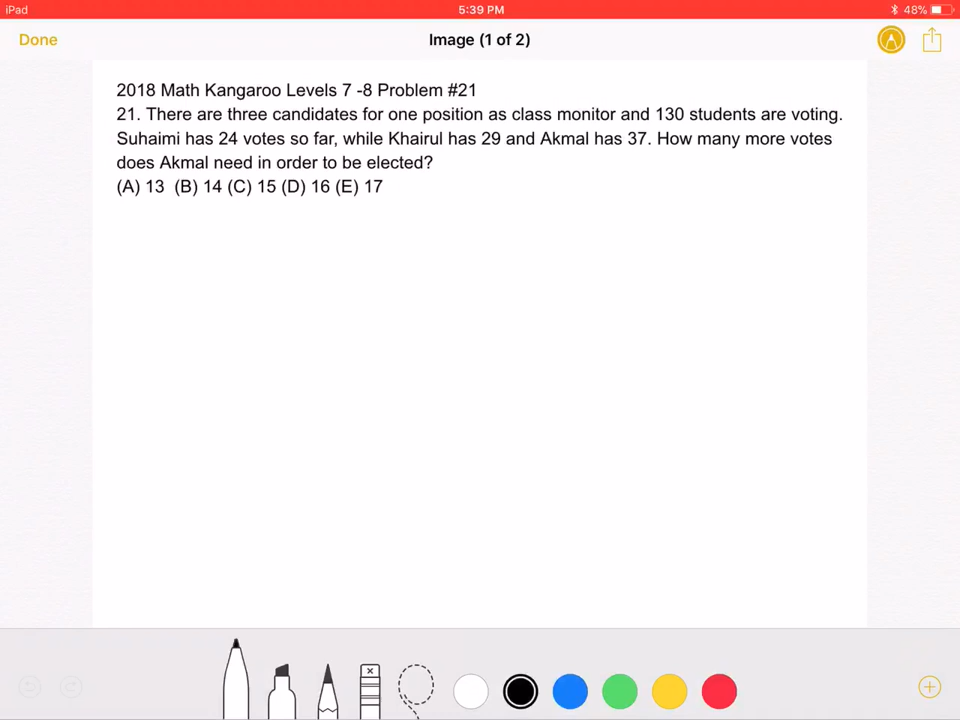 iPad
5:39 PM
48%
Done
Image (1 of 2)
2018 Math Kangaroo Levels 7 -8 Problem #21
21. There are three candidates for one position as class monitor and 130 students are voting.
Suhaimi has 24 votes so far, while Khairul has 29 and Akmal has 37. How many more votes
does Akmal need in order to be elected?
(A) 13  (B) 14 (C) 15 (D) 16 (E) 17